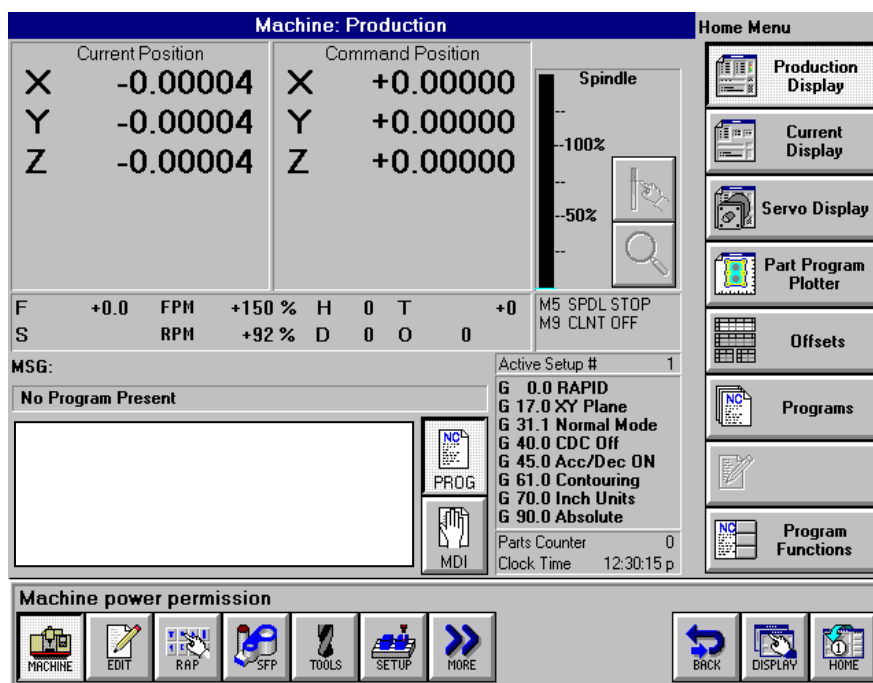 Machine: Production
Home Menu
Current Position
X -0.00004
Y -0.00004
Z -0.00004
Command Position
X +0.00000
Y +0.00000
Z +0.00000
Spindle
--
--100%
--
--50%
--
F +0.0 FPM +150 % H 0 T +0
S RPM +92 % D 0 O 0
M5 SPDL STOP
M9 CLNT OFF
MSG:
No Program Present
NC
PROG
MDI
Active Setup # 1
G 0.0 RAPID
G 17.0 XY Plane
G 31.1 Normal Mode
G 40.0 CDC Off
G 45.0 Acc/Dec ON
G 61.0 Contouring
G 70.0 Inch Units
G 90.0 Absolute
Parts Counter 0
Clock Time 12:30:15 p
Production
Display
Current
Display
Servo Display
Part Program
Plotter
Offsets
NC
Programs
NC
Program
Functions
Machine power permission
MACHINE
EDIT
RAP
SFP
TOOLS
SETUP
MORE
BACK
DISPLAY
1
HOME